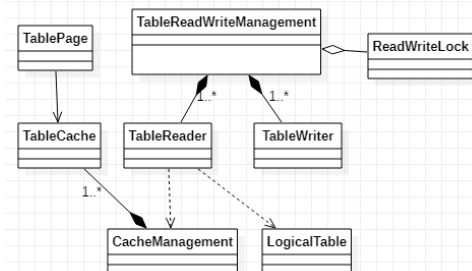 TableReadWriteManagement
TablePage
ReadWriteLock
1..*
1..*
TableCache
TableReader
TableWriter
1..*
CacheManagement
LogicalTable